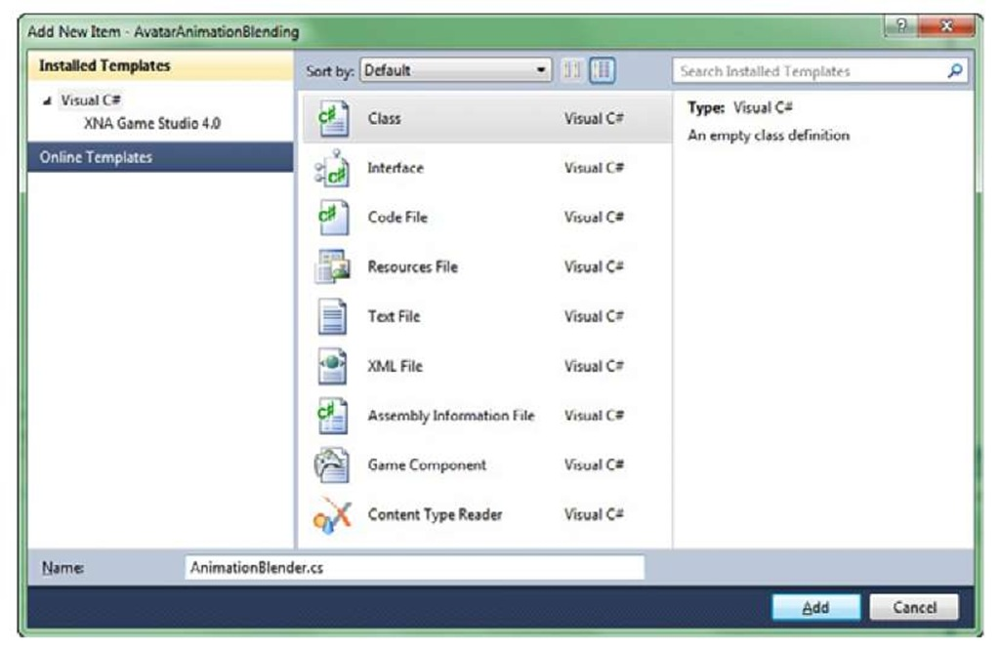 Add New Item - AvatarAnimationBlending
Installed Templates
Visual C#
XNA Game Studio 4.0
Online Templates
Sort by: Default
Search Installed Templates
Class Visual C#
Interface Visual C#
Code File Visual C#
Resources File Visual C#
Text File Visual C#
XML File Visual C#
Assembly Information File Visual C#
Game Component Visual C#
Content Type Reader Visual C#
Type: Visual C#
An empty class definition
Name: AnimationBlender.cs
Add Cancel